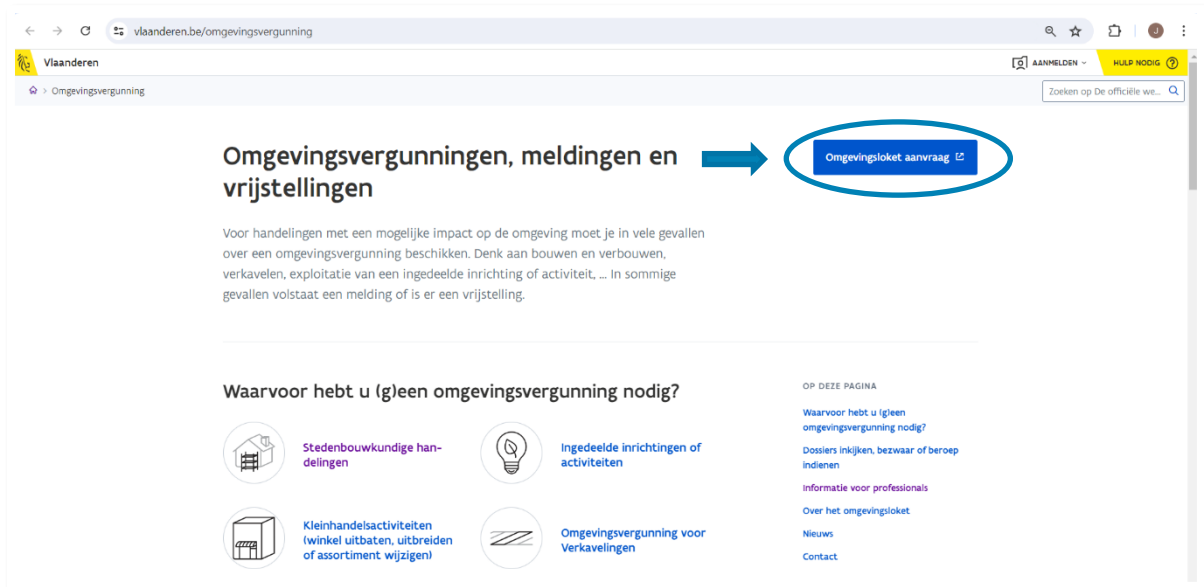 vlaanderen.be/omgevingsvergunning
J
Vlaanderen
AANMELDEN
HULP NODIG
> Omgevingsvergunning
Zoeken op De officiële we...
Omgevingsvergunningen, meldingen en
vrijstellingen
Omgevingsloket aanvraag
Voor handelingen met een mogelijke impact op de omgeving moet je in vele gevallen
over een omgevingsvergunning beschikken. Denk aan bouwen en verbouwen,
verkavelen, exploitatie van een ingedeelde inrichting of activiteit, ... In sommige
gevallen volstaat een melding of is er een vrijstelling.
Waarvoor hebt u (g)een omgevingsvergunning nodig?
Stedenbouwkundige han-
delingen
Ingedeelde inrichtingen of
activiteiten
Kleinhandelsactiviteiten
(winkel uitbaten, uitbreiden
of assortiment wijzigen)
Omgevingsvergunning voor
Verkavelingen
OP DEZE PAGINA
Waarvoor hebt u (g)een
omgevingsvergunning nodig?
Dossiers inkijken, bezwaar of beroep
indienen
Informatie voor professionals
Over het omgevingsloket
Nieuws
Contact